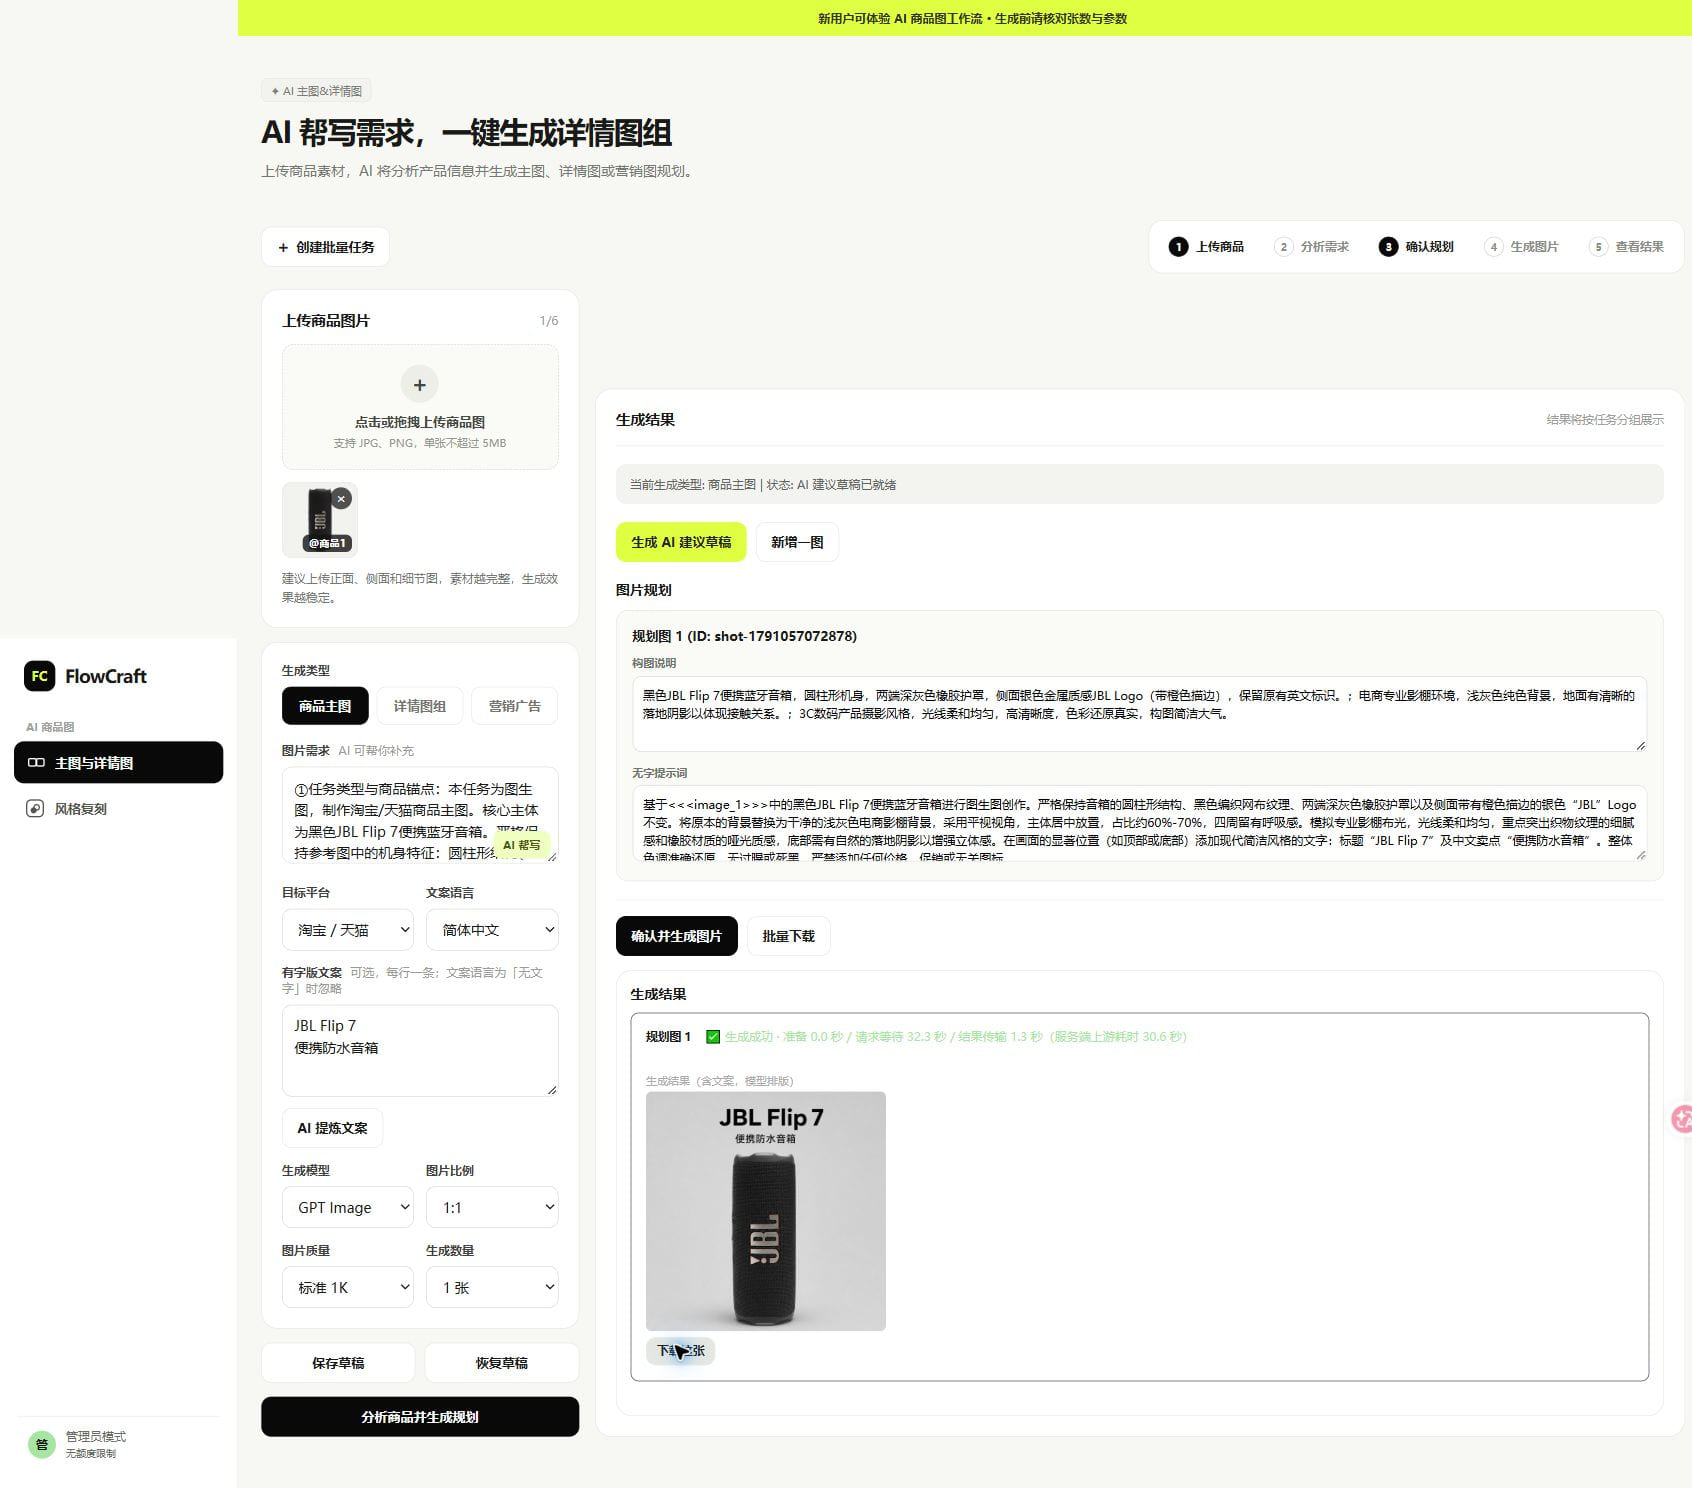 新用户可体验 AI 商品图工作流 • 生成前请核对张数与参数
✦ AI 主图&详情图
AI 帮写需求，一键生成详情图组
上传商品素材，AI 将分析产品信息并生成主图、详情图或营销图规划。
+ 创建批量任务
1 上传商品 2 分析需求 3 确认规划 4 生成图片 5 查看结果
上传商品图片 1/6
+
点击或拖拽上传商品图
支持 JPG、PNG，单张不超过 5MB
JBL
@商品1
建议上传正面、侧面和细节图，素材越完整，生成效
果越稳定。
FC FlowCraft
AI 商品图
主图与详情图
风格复刻
管 管理员模式
无额度限制
生成类型
商品主图 详情图组 营销广告
图片需求 AI 可帮你补充
①任务类型与商品锚点：本任务为图生
图，制作淘宝/天猫商品主图。核心主体
为黑色JBL Flip 7便携蓝牙音箱。
持参考图中的机身特征：圆柱形
AI 帮写
目标平台 文案语言
淘宝 / 天猫 简体中文
有字版文案 可选，每行一条；文案语言为「无文
字」时忽略
JBL Flip 7
便携防水音箱
AI 提炼文案
生成模型 图片比例
GPT Image 1:1
图片质量 生成数量
标准 1K 1 张
保存草稿 恢复草稿
分析商品并生成规划
生成结果 结果将按任务分组展示
当前生成类型: 商品主图 | 状态: AI 建议草稿已就绪
生成 AI 建议草稿 新增一图
图片规划
规划图 1 (ID: shot-1791057072878)
构图说明
黑色JBL Flip 7便携蓝牙音箱，圆柱形机身，两端深灰色橡胶护罩，侧面银色金属质感JBL Logo（带橙色描边），保留原有英文标识。；电商专业影棚环境，浅灰色纯色背景，地面有清晰的
落地阴影以体现接触关系。；3C数码产品摄影风格，光线柔和均匀，高清晰度，色彩还原真实，构图简洁大气。
无字提示词
基于<<<image_1>>>中的黑色JBL Flip 7便携蓝牙音箱进行图生图创作。严格保持音箱的圆柱形结构、黑色编织网布纹理、两端深灰色橡胶护罩以及侧面带有橙色描边的银色“JBL”Logo
不变。将原本的背景替换为干净的浅灰色电商影棚背景，采用平视视角，主体居中放置，占比约60%-70%，四周留有呼吸感。模拟专业影棚布光，光线柔和均匀，重点突出织物纹理的细腻
感和橡胶材质的哑光质感，底部需有自然的落地阴影以增强立体感。在画面的显著位置（如顶部或底部）添加现代简洁风格的文字：标题“JBL Flip 7”及中文卖点“便携防水音箱”。整体
色调准确还原，无过曝或死黑，严禁添加任何价格、促销或无关图标
确认并生成图片 批量下载
生成结果
规划图 1 ✅ 生成成功 · 准备 0.0 秒 / 请求等待 32.3 秒 / 结果传输 1.3 秒（服务端上游耗时 30.6 秒）
生成结果（含文案，模型排版）
JBL Flip 7
便携防水音箱
JBL
下载 张